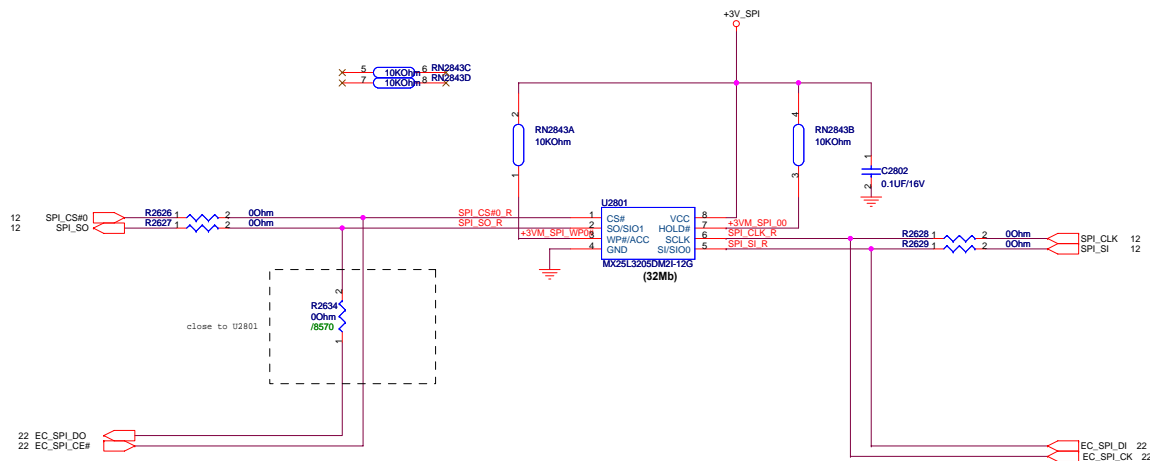 +3V_SPI
5 10KOhm 6 RN2843C
7 10KOhm 8 RN2843D
2 RN2843A 10KOhm 1
4 RN2843B 10KOhm 3
1 C2802 0.1UF/16V 2
U2801
12 SPI_CS#0 R2626 1 2 0Ohm SPI_CS#0_R 1 CS# VCC 8
12 SPI_SO R2627 1 2 0Ohm SPI_SO_R 2 SO/SIO1 HOLD# 7 +3VM_SPI_00
+3VM_SPI_WP0 3 WP#/ACC SCLK 6 SPI_CLK_R R2628 1 2 0Ohm SPI_CLK 12
4 GND SI/SIO0 5 SPI_SI_R R2629 1 2 0Ohm SPI_SI 12
MX25L3205DM2I-12G
(32Mb)
2
R2634
0Ohm
/8570
1
close to U2801
22 EC_SPI_DO
22 EC_SPI_CE#
EC_SPI_DI 22
EC_SPI_CK 22